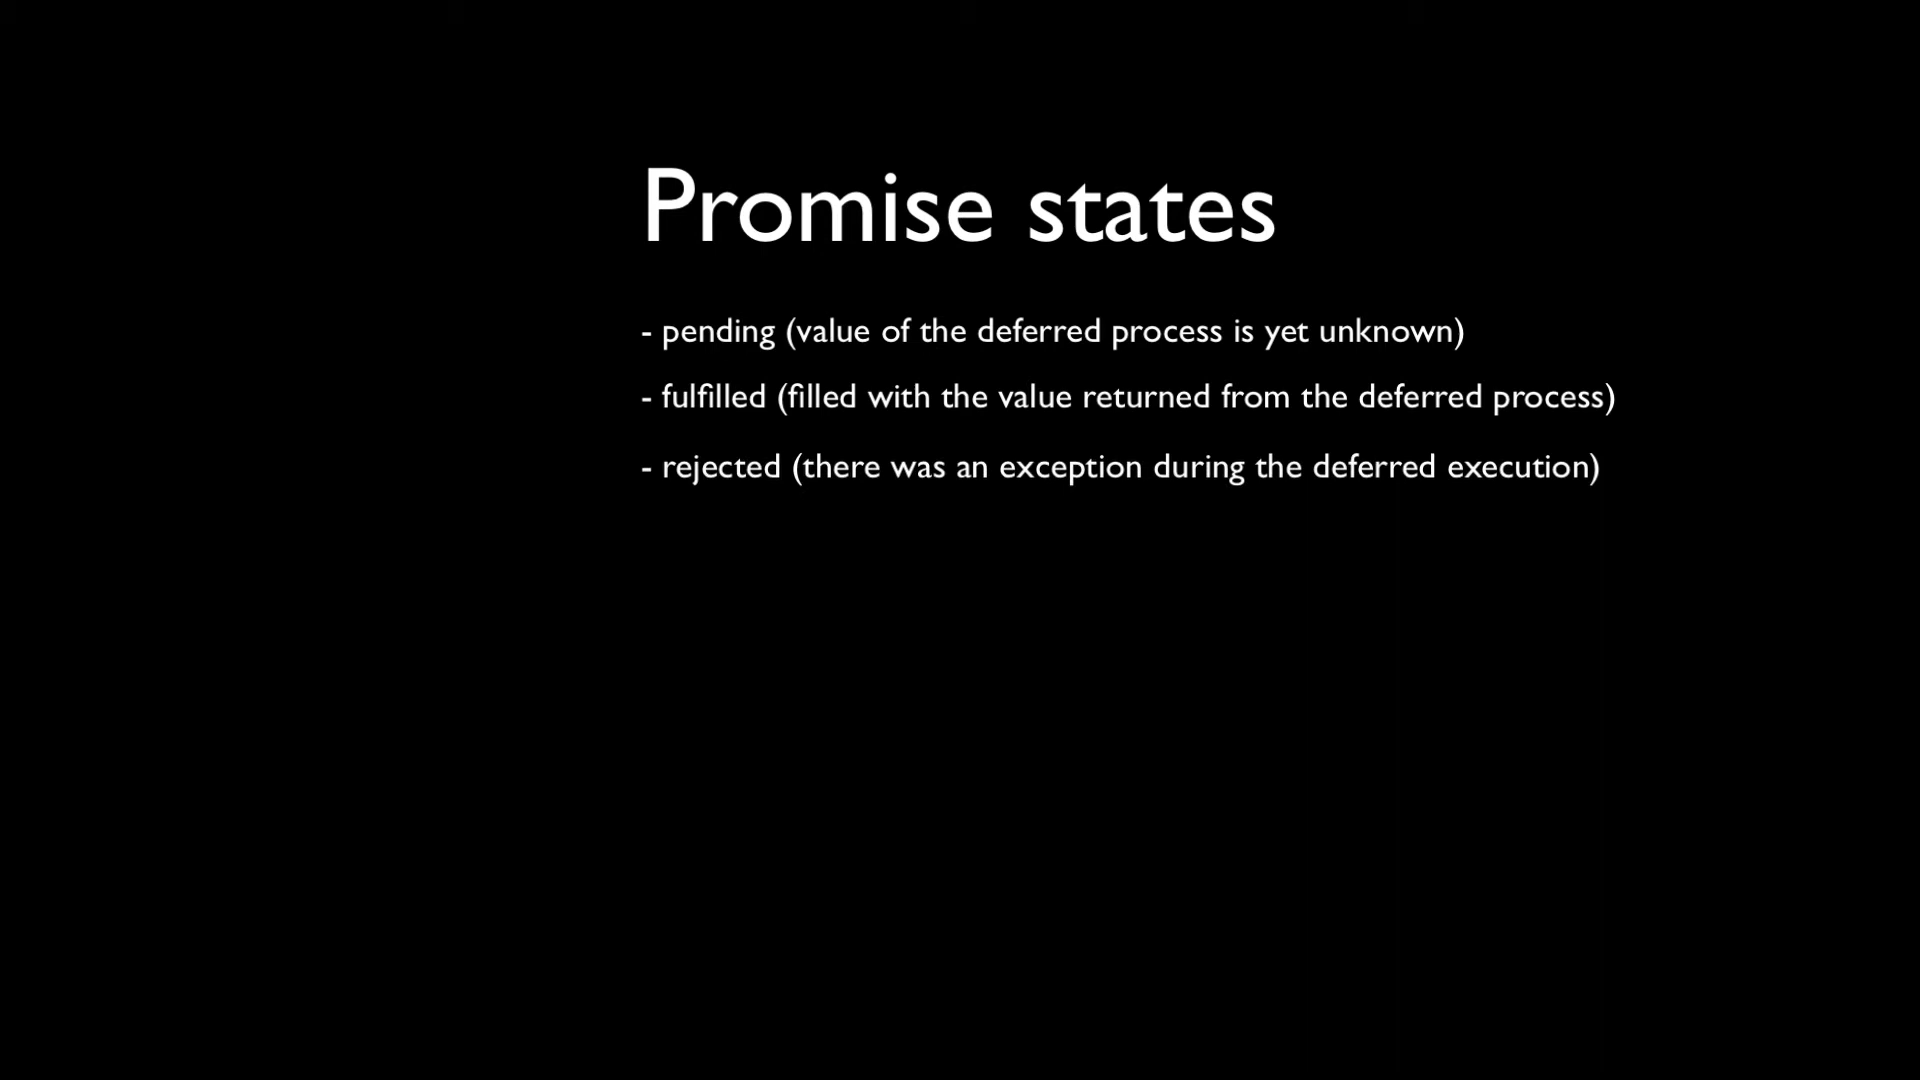 Promise states
- pending (value of the deferred process is yet unknown)
- fulfilled (filled with the value returned from the deferred process)
- rejected (there was an exception during the deferred execution)